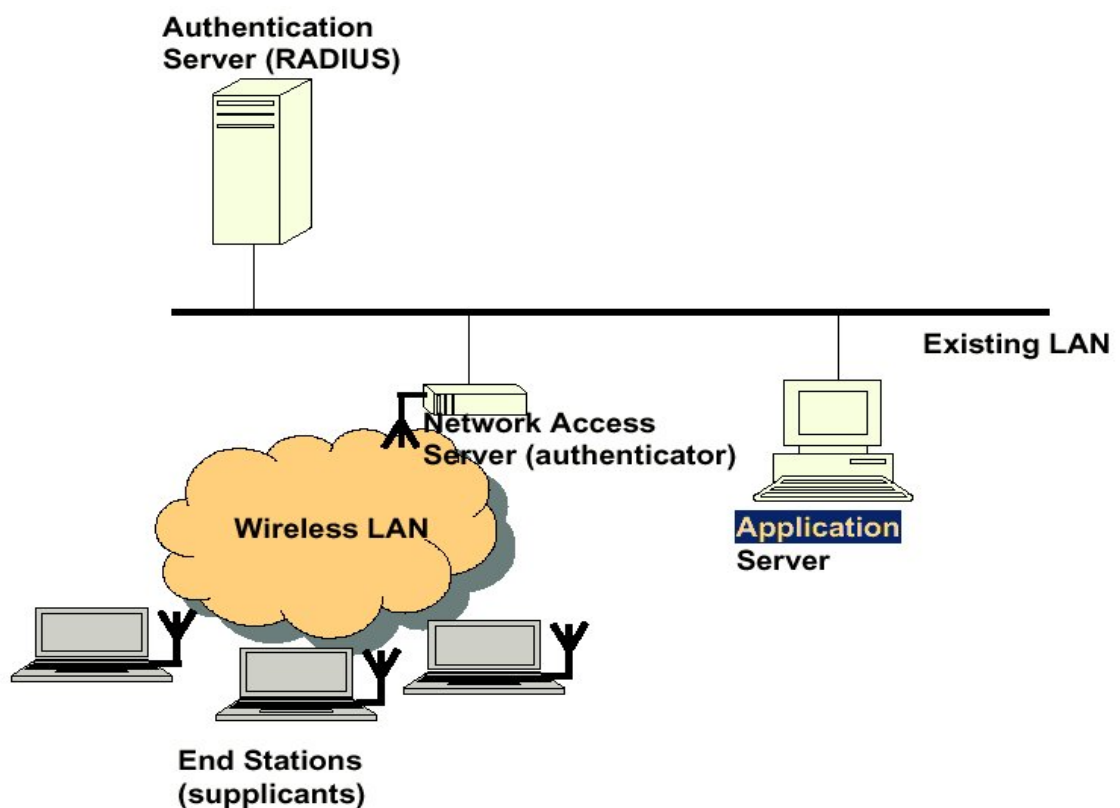 Authentication
Server (RADIUS)
Existing LAN
Network Access
Server (authenticator)
Wireless LAN
Application
Server
End Stations
(supplicants)